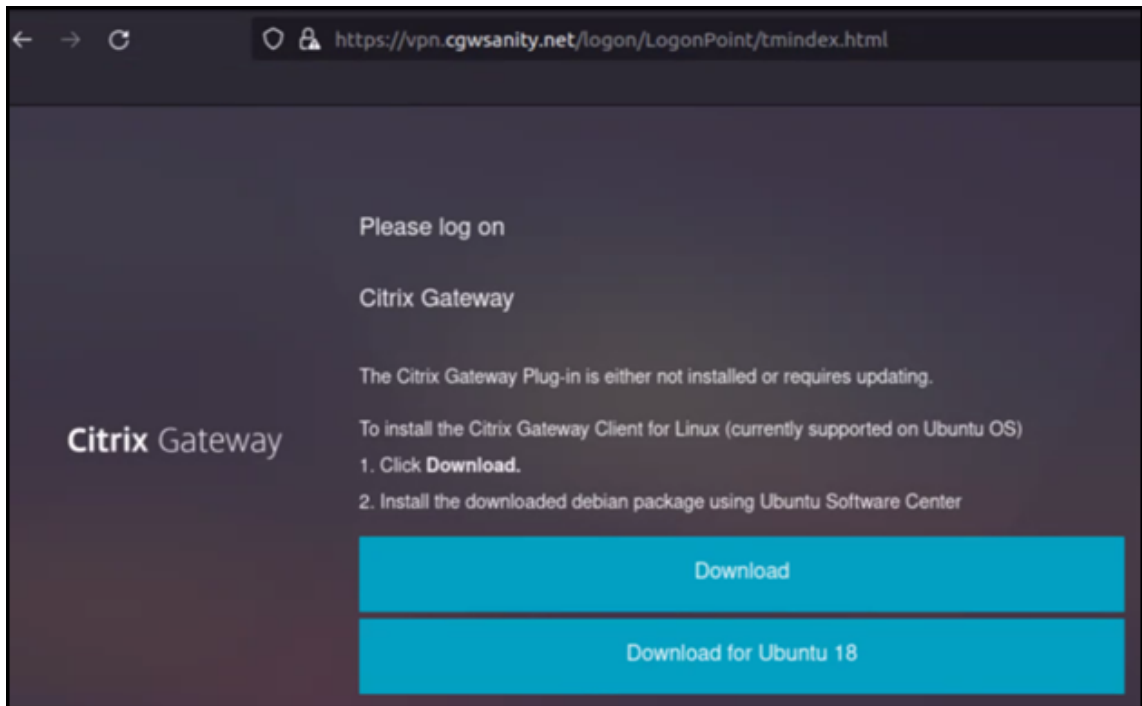 https://vpn.cgwsanity.net/logon/LogonPoint/tmindex.html
Please log on
Citrix Gateway
The Citrix Gateway Plug-in is either not installed or requires updating.
Citrix Gateway
To install the Citrix Gateway Client for Linux (currently supported on Ubuntu OS)
1. Click Download.
2. Install the downloaded debian package using Ubuntu Software Center
Download
Download for Ubuntu 18